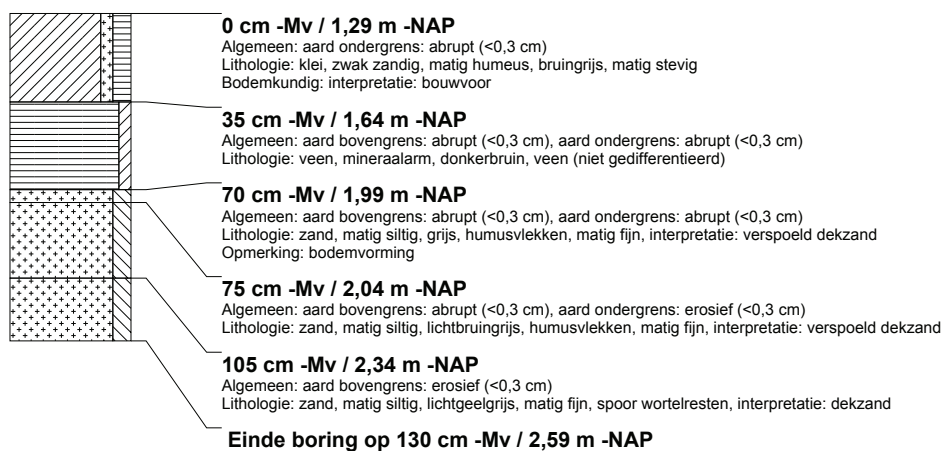 0 cm -Mv / 1,29 m -NAP
Algemeen: aard ondergrens: abrupt (<0,3 cm)
Lithologie: klei, zwak zandig, matig humeus, bruingrijs, matig stevig
Bodemkundig: interpretatie: bouwvoor
35 cm -Mv / 1,64 m -NAP
Algemeen: aard bovengrens: abrupt (<0,3 cm), aard ondergrens: abrupt (<0,3 cm)
Lithologie: veen, mineraalarm, donkerbruin, veen (niet gedifferentieerd)
70 cm -Mv / 1,99 m -NAP
Algemeen: aard bovengrens: abrupt (<0,3 cm), aard ondergrens: abrupt (<0,3 cm)
Lithologie: zand, matig siltig, grijs, humusvlekken, matig fijn, interpretatie: verspoeld dekzand
Opmerking: bodemvorming
75 cm -Mv / 2,04 m -NAP
Algemeen: aard bovengrens: abrupt (<0,3 cm), aard ondergrens: erosief (<0,3 cm)
Lithologie: zand, matig siltig, lichtbruingrijs, humusvlekken, matig fijn, interpretatie: verspoeld dekzand
105 cm -Mv / 2,34 m -NAP
Algemeen: aard bovengrens: erosief (<0,3 cm)
Lithologie: zand, matig siltig, lichtgeelgrijs, matig fijn, spoor wortelresten, interpretatie: dekzand
Einde boring op 130 cm -Mv / 2,59 m -NAP